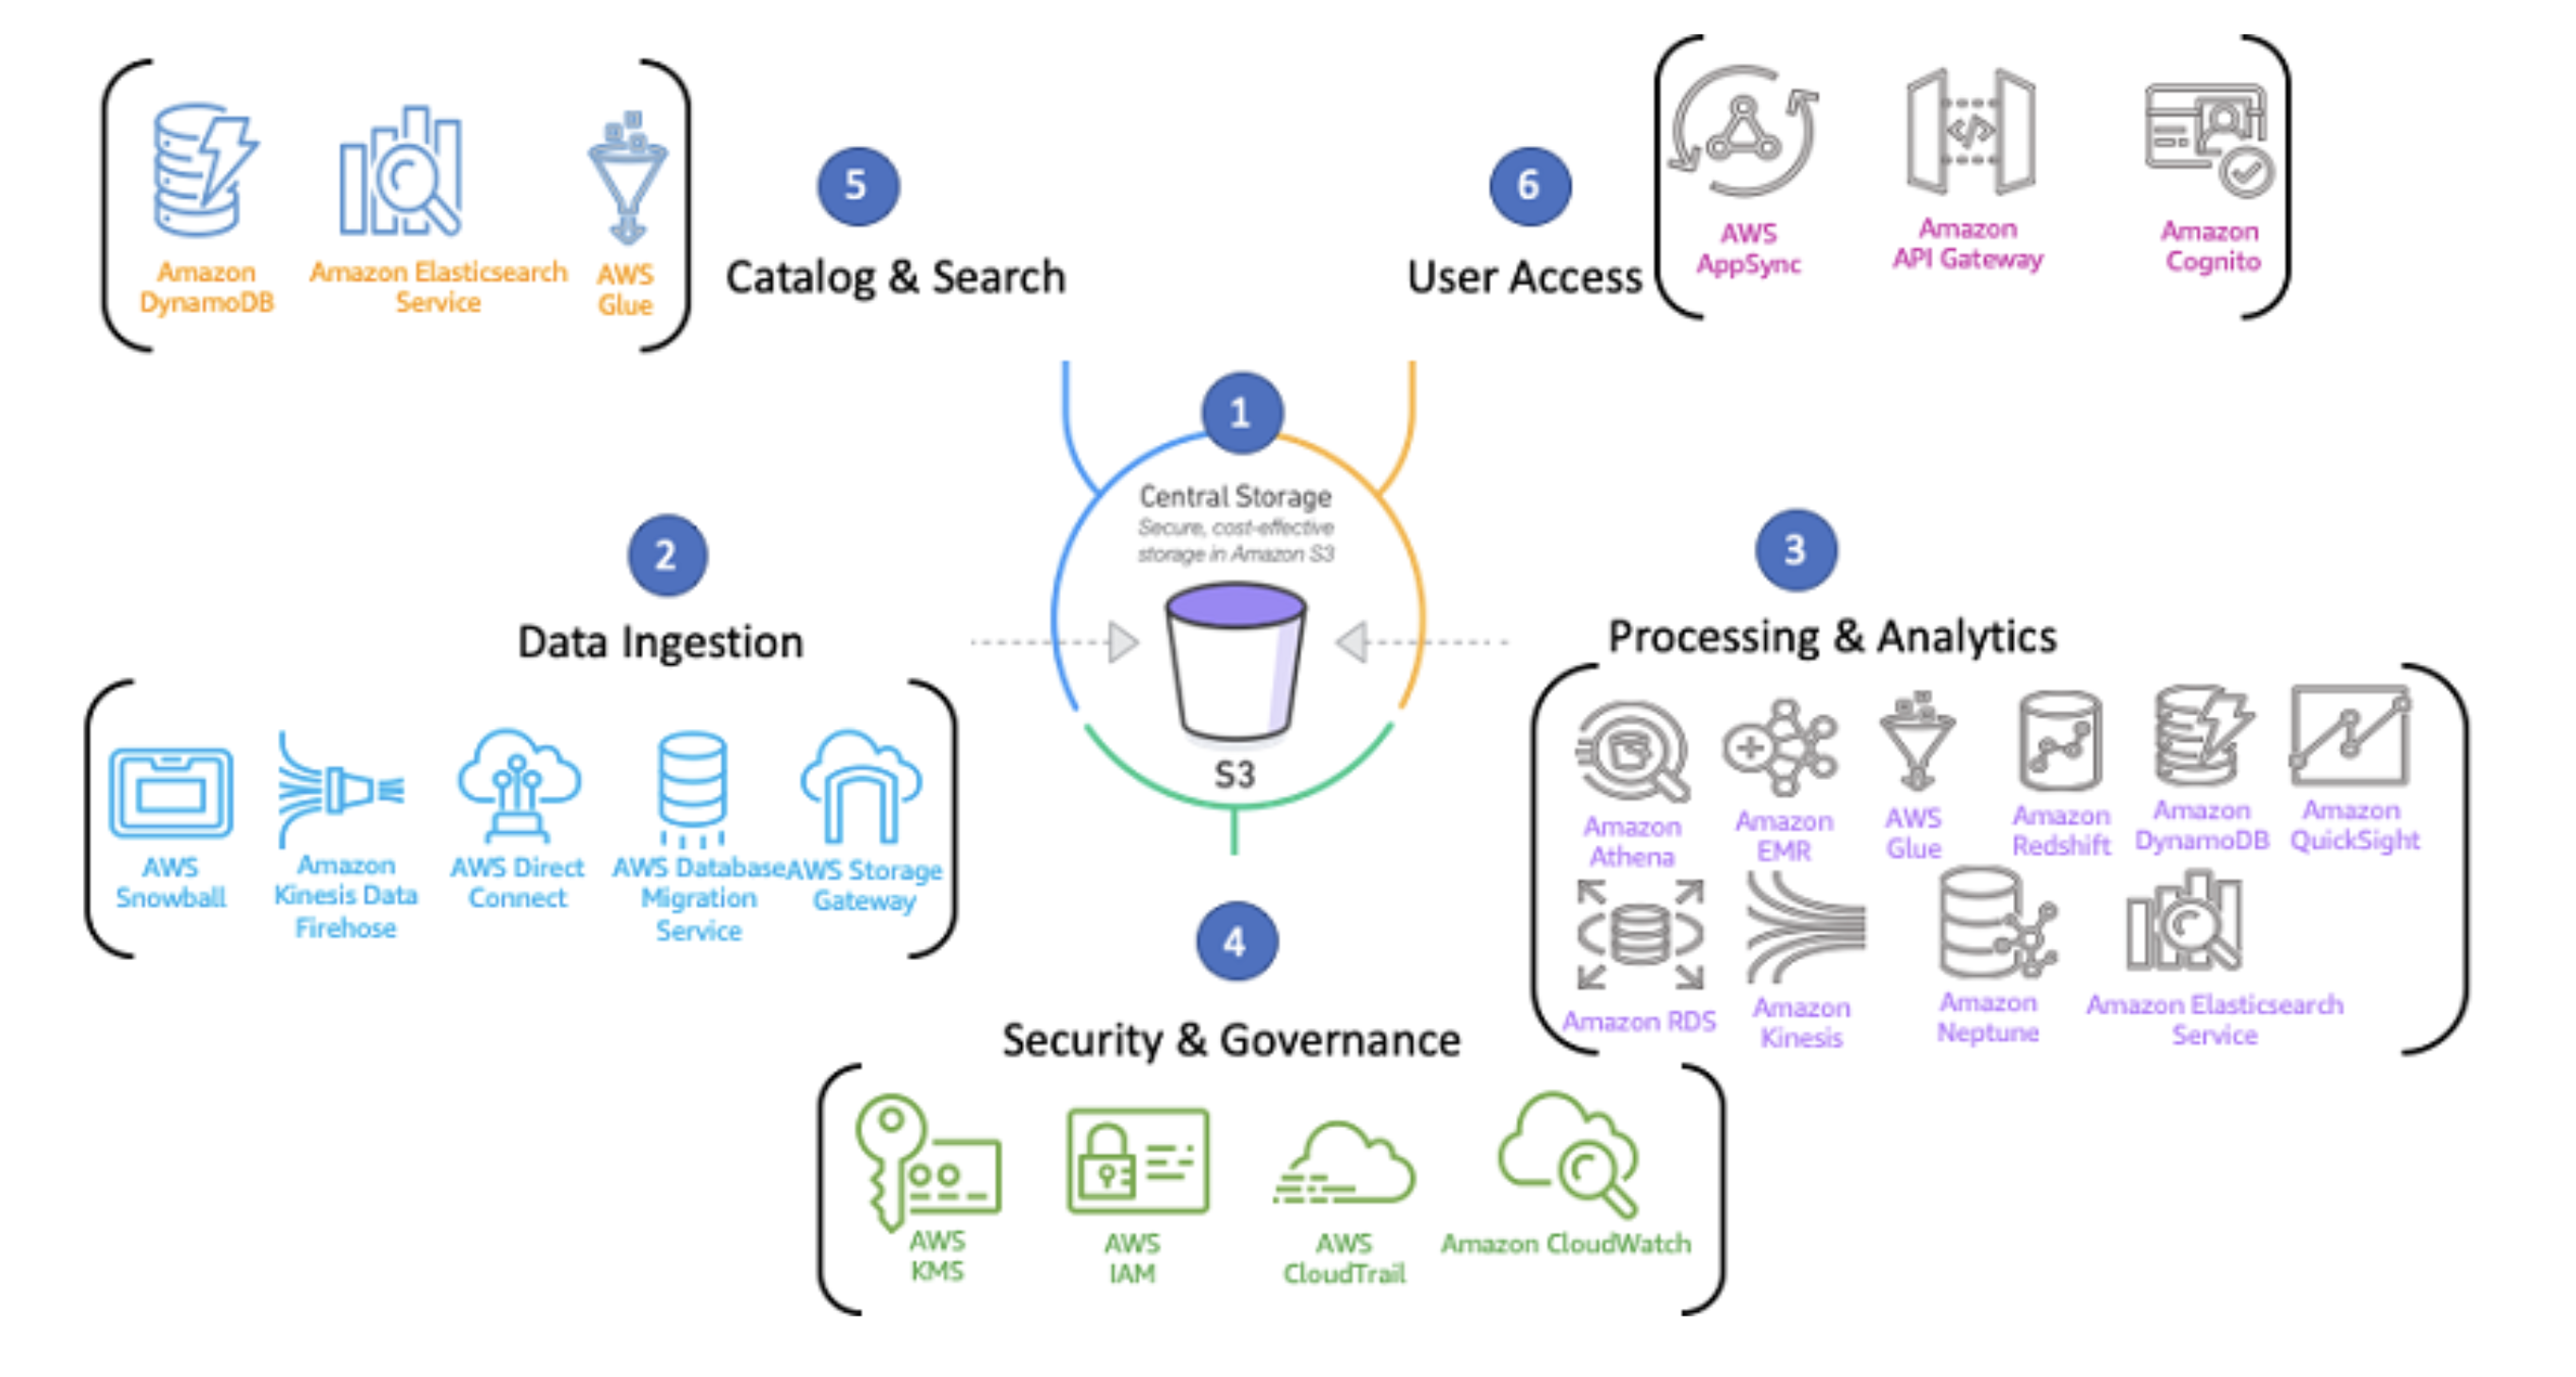 5
Catalog & Search
Amazon
DynamoDB
Amazon Elasticsearch
Service
AWS
Glue
6
User Access
AWS
AppSync
Amazon
API Gateway
Amazon
Cognito
1
Central Storage
Secure, cost-effective
storage in Amazon S3
S3
2
Data Ingestion
AWS
Snowball
Amazon
Kinesis Data
Firehose
AWS Direct
Connect
AWS Database
Migration
Service
AWS Storage
Gateway
3
Processing & Analytics
Amazon
Athena
Amazon
EMR
AWS
Glue
Amazon
Redshift
Amazon
DynamoDB
Amazon
QuickSight
Amazon RDS
Amazon
Kinesis
Amazon
Neptune
Amazon Elasticsearch
Service
4
Security & Governance
AWS
KMS
AWS
IAM
AWS
CloudTrail
Amazon CloudWatch